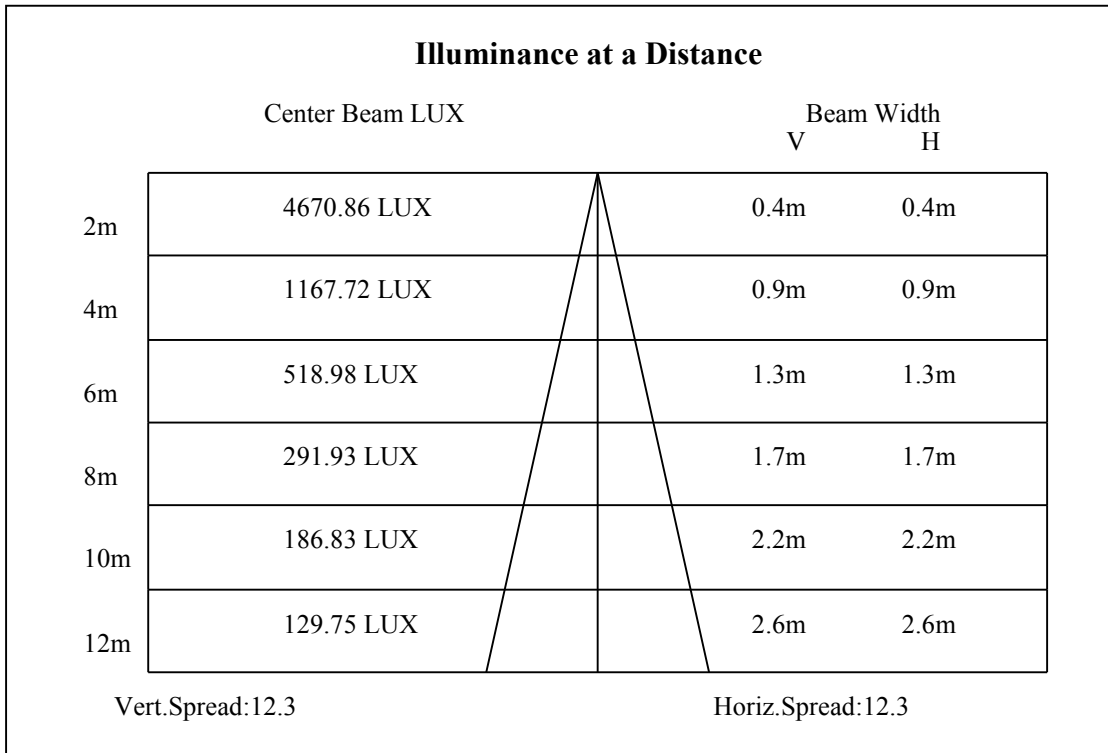 Illuminance at a Distance
Center Beam LUX Beam Width
V H
2m 4670.86 LUX 0.4m 0.4m
4m 1167.72 LUX 0.9m 0.9m
6m 518.98 LUX 1.3m 1.3m
8m 291.93 LUX 1.7m 1.7m
10m 186.83 LUX 2.2m 2.2m
12m 129.75 LUX 2.6m 2.6m
Vert.Spread:12.3 Horiz.Spread:12.3